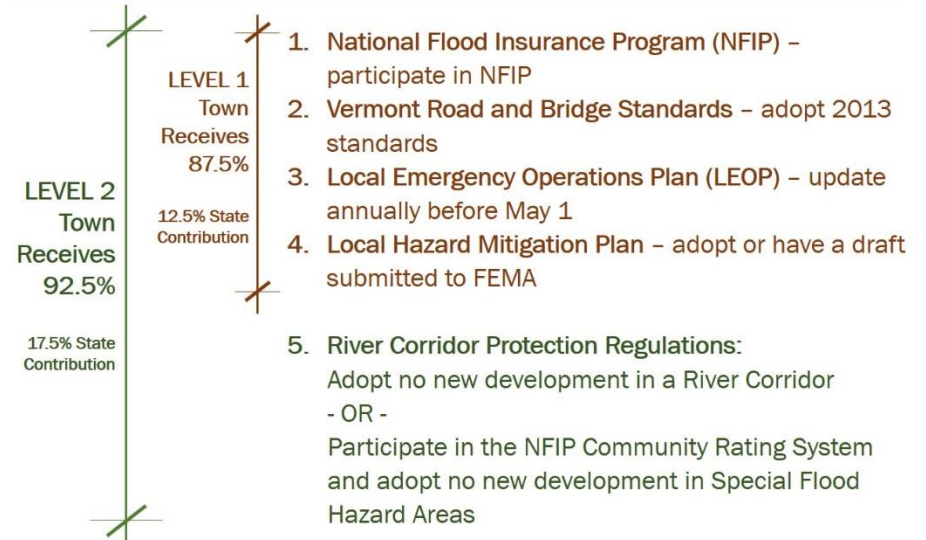 LEVEL 2
Town
Receives
92.5%
17.5% State
Contribution
LEVEL 1
Town
Receives
87.5%
12.5% State
Contribution
1. National Flood Insurance Program (NFIP) –
participate in NFIP
2. Vermont Road and Bridge Standards – adopt 2013
standards
3. Local Emergency Operations Plan (LEOP) – update
annually before May 1
4. Local Hazard Mitigation Plan – adopt or have a draft
submitted to FEMA
5. River Corridor Protection Regulations:
Adopt no new development in a River Corridor
- OR -
Participate in the NFIP Community Rating System
and adopt no new development in Special Flood
Hazard Areas